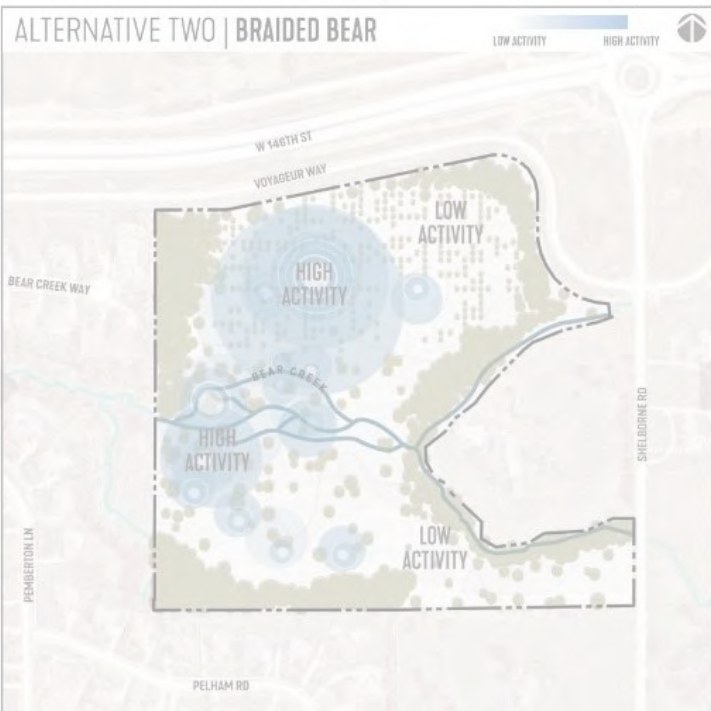 ALTERNATIVE TWO | BRAIDED BEAR
LOW ACTIVITY
HIGH ACTIVITY
W 146TH ST
VOYAGEUR WAY
LOW
ACTIVITY
HIGH
ACTIVITY
BEAR CREEK WAY
BEAR CREEK
SHELBORNE RD
HIGH
ACTIVITY
LOW
ACTIVITY
PEMBERTON LN
PELHAM RD